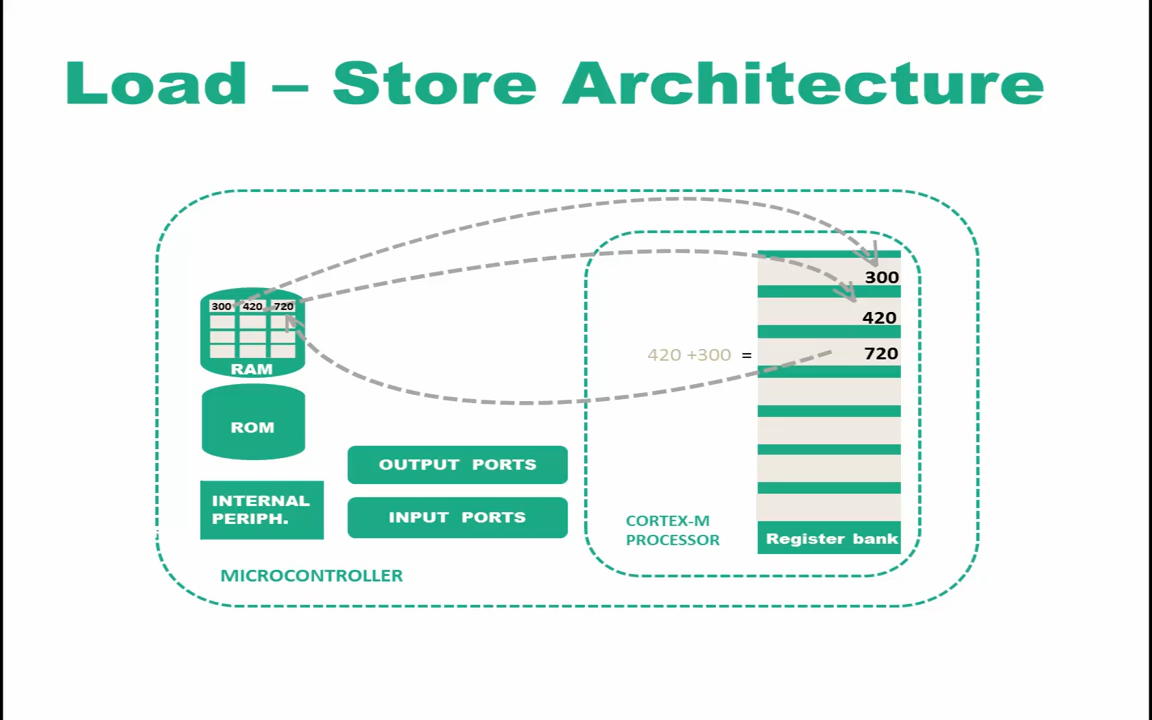 Load – Store Architecture
300 420 720
RAM
ROM
INTERNAL
PERIPH.
OUTPUT PORTS
INPUT PORTS
MICROCONTROLLER
300
420
420 +300 =
720
CORTEX-M
PROCESSOR
Register bank